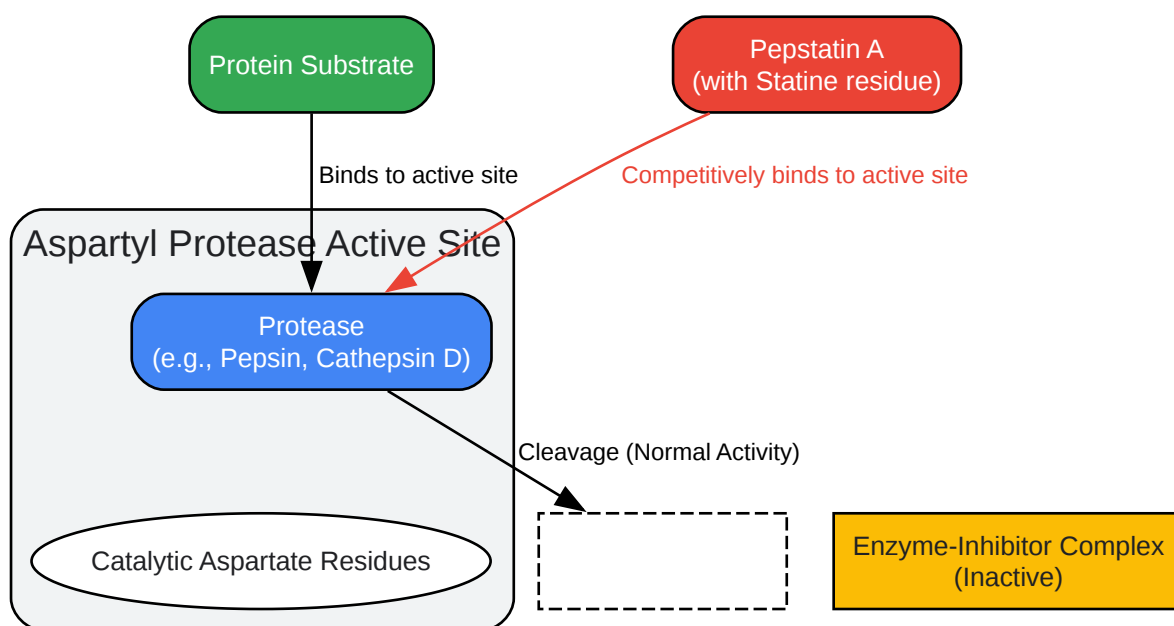 Protein Substrate
Pepstatin A
(with Statine residue)
Binds to active site
Competitively binds to active site
Aspartyl Protease Active Site
Protease
(e.g., Pepsin, Cathepsin D)
Cleavage (Normal Activity)
Catalytic Aspartate Residues
Enzyme-Inhibitor Complex
(Inactive)